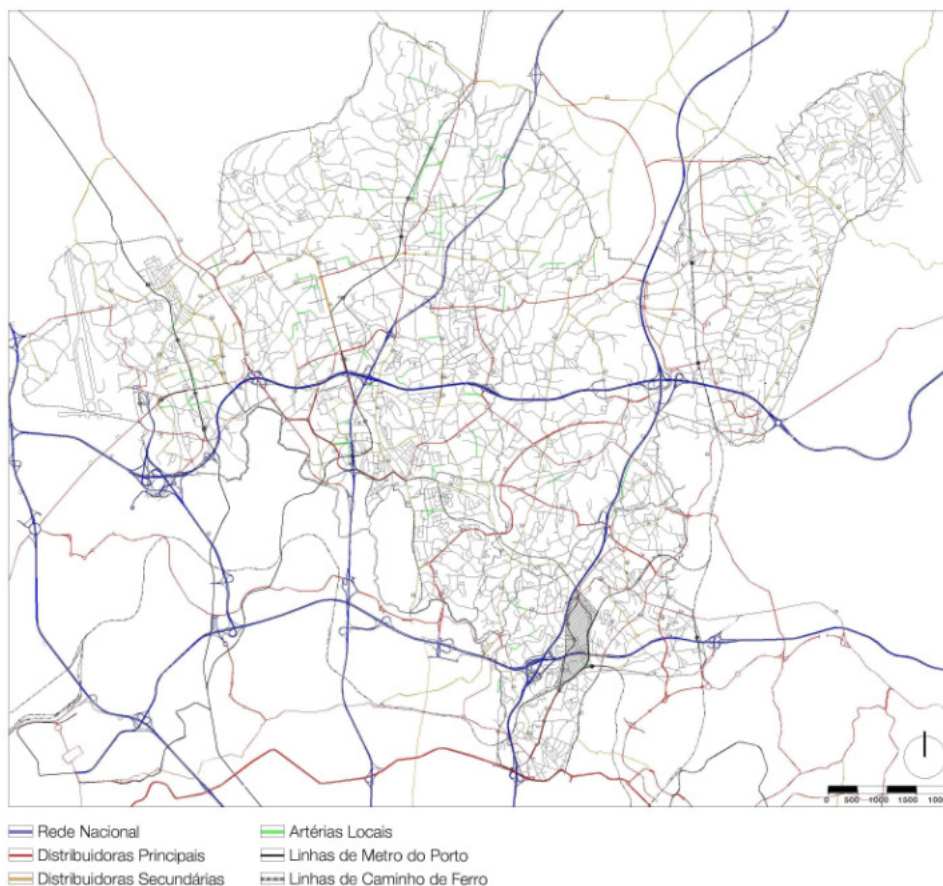 0 500 1000 1500
Rede Nacional
Distribuidoras Principais
Distribuidoras Secundárias
Artérias Locais
Linhas de Metro do Porto
Linhas de Caminho de Ferro